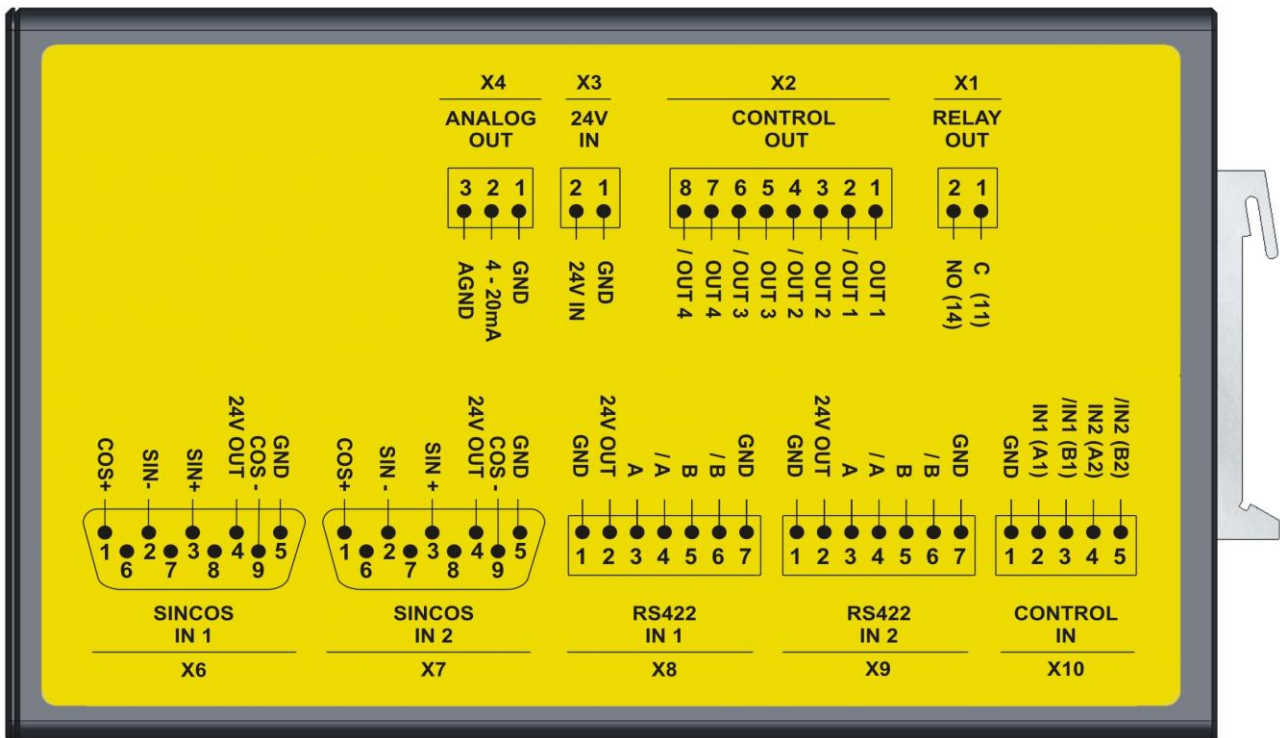 X4 X3 X2 X1
ANALOG OUT 24V IN CONTROL OUT RELAY OUT
3 2 1 2 1 8 7 6 5 4 3 2 1 2 1
AGND 4 - 20mA GND 24V IN GND / OUT 4 OUT 4 / OUT 3 OUT 3 / OUT 2 OUT 2 / OUT 1 OUT 1 NO (14) C (11)
COS+ SIN- SIN+ 24V OUT COS - GND COS+ SIN - SIN + 24V OUT COS - GND GND 24V OUT A / A B / B GND GND 24V OUT A / A B / B GND GND IN1 (A1) /IN1 (B1) IN2 (A2) /IN2 (B2)
1 2 3 4 5 1 2 3 4 5 1 2 3 4 5 6 7 1 2 3 4 5 6 7 1 2 3 4 5
6 7 8 9 6 7 8 9
SINCOS IN 1 SINCOS IN 2 RS422 IN 1 RS422 IN 2 CONTROL IN
X6 X7 X8 X9 X10